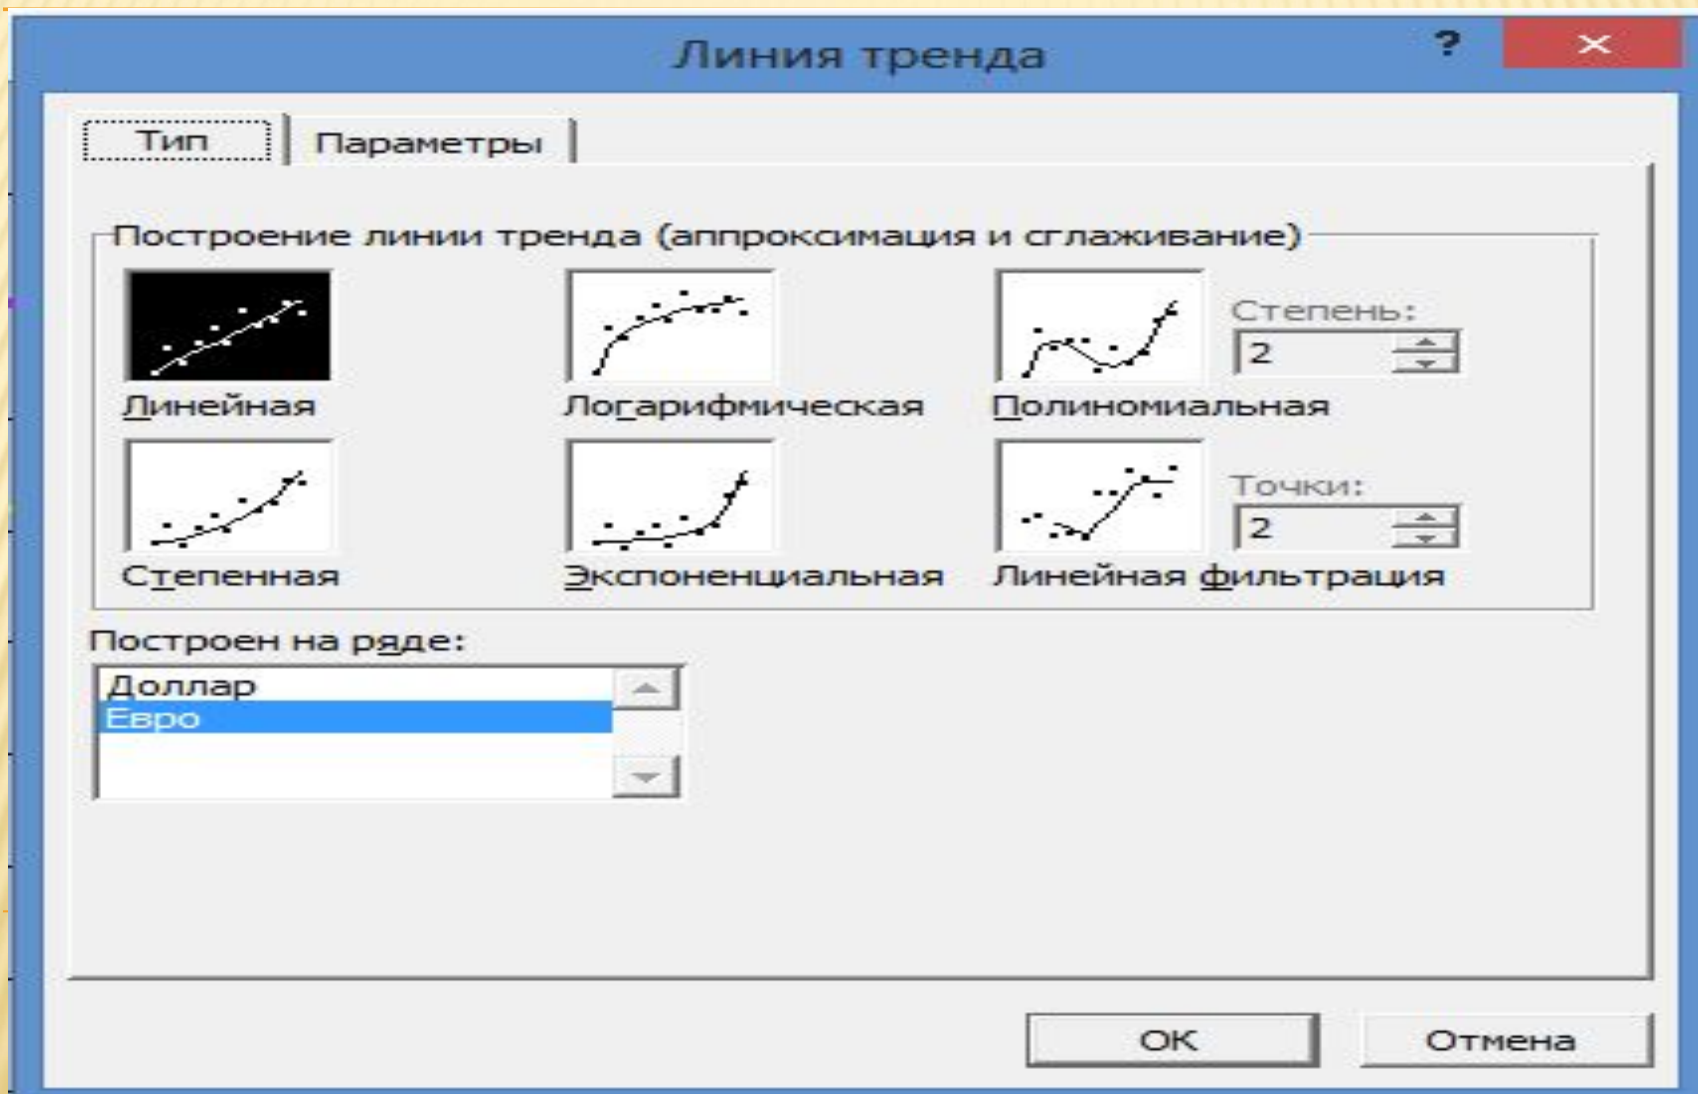 Линия тренда ?
Тип Параметры
Построение линии тренда (аппроксимация и сглаживание)
Степень:
2
Линейная Логарифмическая Полиномиальная
Точки:
2
Степенная Экспоненциальная Линейная фильтрация
Построен на ряде:
Доллар
Евро
ОК Отмена